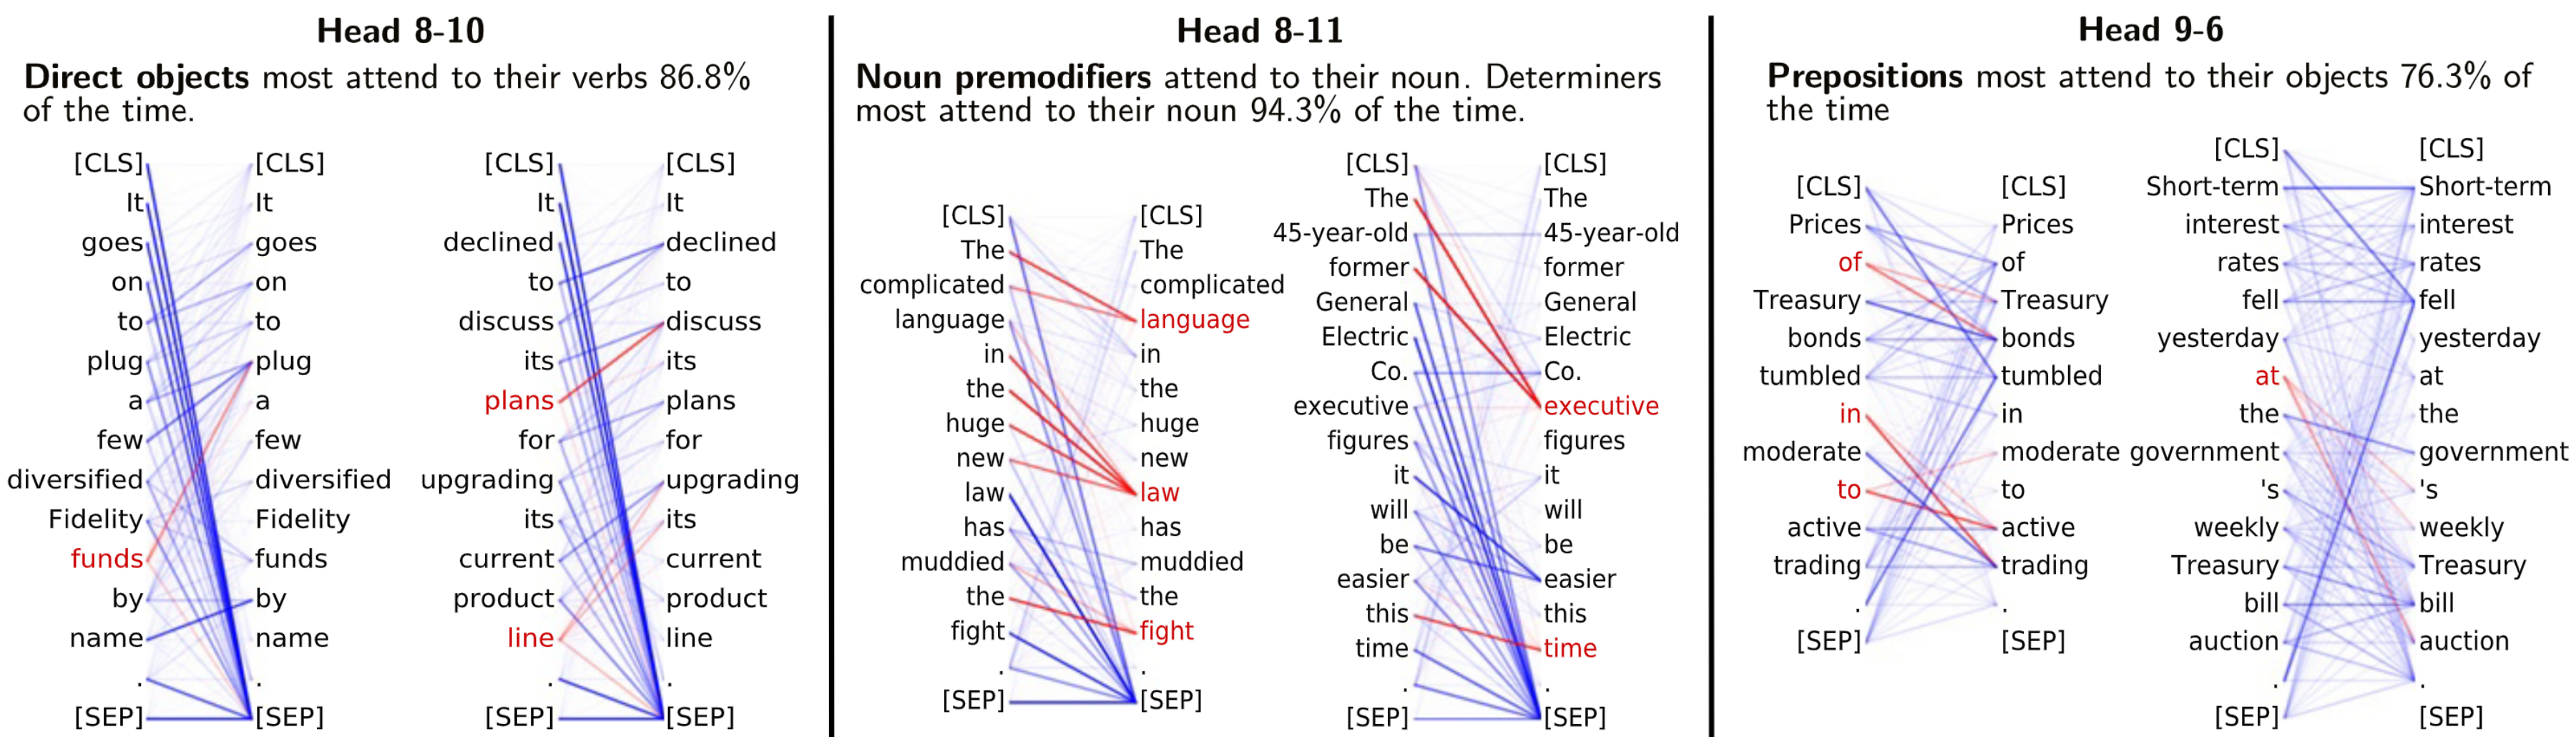 Head 8-10
Direct objects most attend to their verbs 86.8%
of the time.
[CLS] [CLS]
It It
goes goes
on on
to to
plug plug
a a
few few
diversified diversified
Fidelity Fidelity
funds funds
by by
name name
. .
[SEP] [SEP]
[CLS] [CLS]
It It
declined declined
to to
discuss discuss
its its
plans plans
for for
upgrading upgrading
its its
current current
product product
line line
. .
[SEP] [SEP]
Head 8-11
Noun premodifiers attend to their noun. Determiners
most attend to their noun 94.3% of the time.
[CLS] [CLS]
The The
complicated complicated
language language
in in
the the
huge huge
new new
law law
has has
muddied muddied
the the
fight fight
. .
[SEP] [SEP]
[CLS] [CLS]
The The
45-year-old 45-year-old
former former
General General
Electric Electric
Co. Co.
executive executive
figures figures
it it
will will
be be
easier easier
this this
time time
. .
[SEP] [SEP]
Head 9-6
Prepositions most attend to their objects 76.3% of
the time
[CLS] [CLS]
Prices Prices
of of
Treasury Treasury
bonds bonds
tumbled tumbled
in in
moderate moderate
to to
active active
trading trading
. .
[SEP] [SEP]
[CLS] [CLS]
Short-term Short-term
interest interest
rates rates
fell fell
yesterday yesterday
at at
the the
government government
's 's
weekly weekly
Treasury Treasury
bill bill
auction auction
. .
[SEP] [SEP]